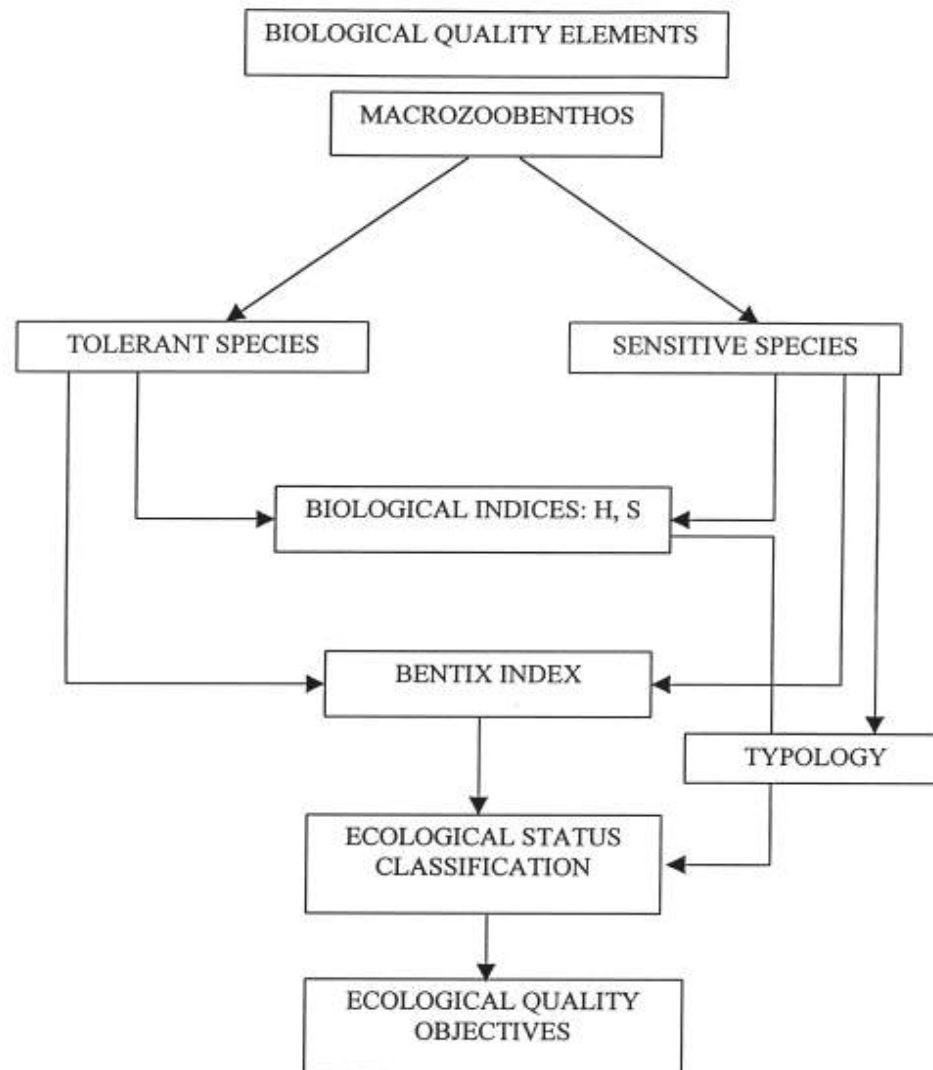 BIOLOGICAL QUALITY ELEMENTS
MACROZOOBENTHOS
TOLERANT SPECIES
SENSITIVE SPECIES
BIOLOGICAL INDICES: H, S
BENTIX INDEX
TYPOLOGY
ECOLOGICAL STATUS
CLASSIFICATION
ECOLOGICAL QUALITY
OBJECTIVES